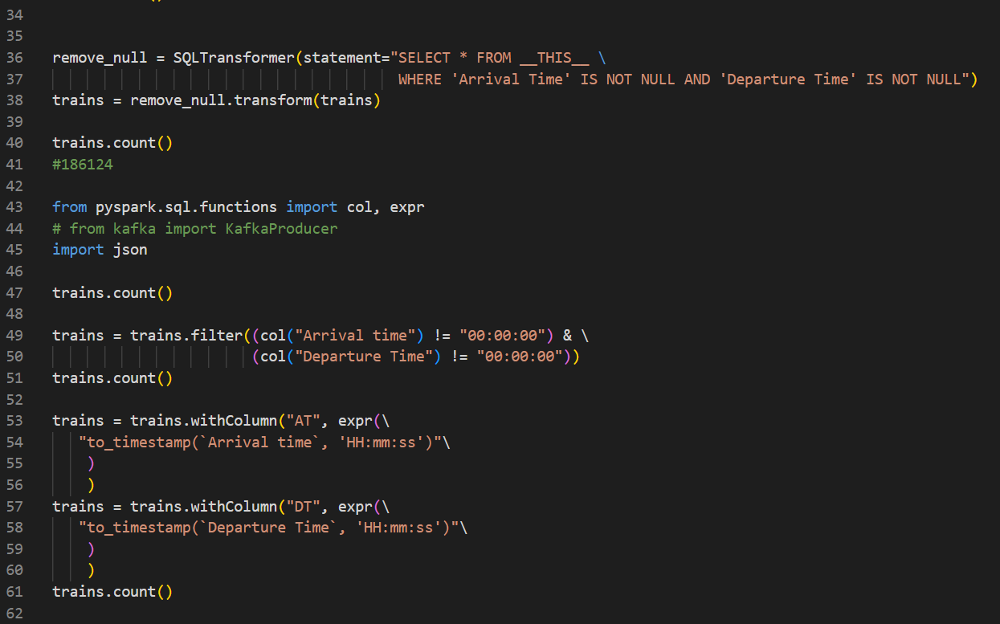 34
35
36 remove_null = SQLTransformer(statement="SELECT * FROM __THIS__ \
37 WHERE 'Arrival Time' IS NOT NULL AND 'Departure Time' IS NOT NULL")
38 trains = remove_null.transform(trains)
39
40 trains.count()
41 #186124
42
43 from pyspark.sql.functions import col, expr
44 # from kafka import KafkaProducer
45 import json
46
47 trains.count()
48
49 trains = trains.filter((col("Arrival time") != "00:00:00") & \
50 (col("Departure Time") != "00:00:00"))
51 trains.count()
52
53 trains = trains.withColumn("AT", expr(\
54 "to_timestamp(`Arrival time`, 'HH:mm:ss')"\
55 )
56 )
57 trains = trains.withColumn("DT", expr(\
58 "to_timestamp(`Departure Time`, 'HH:mm:ss')"\
59 )
60 )
61 trains.count()
62